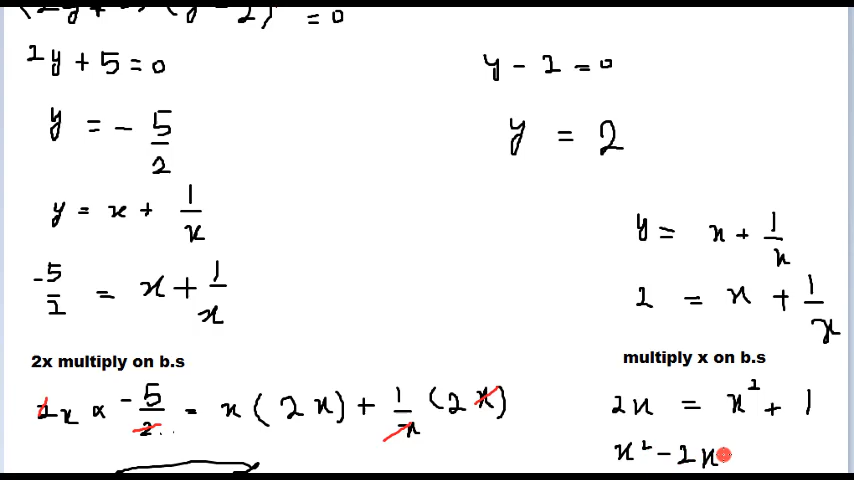 = 0
2y + 5 = 0
y = - 5/2
y = x + 1/x
-5/2 = x + 1/x
2x multiply on b.s
2x × -5/2 = x ( 2x ) + 1/x ( 2x )
y - 2 = 0
y = 2
y = x + 1/x
2 = x + 1/x
multiply x on b.s
2x = x² + 1
x² - 2x